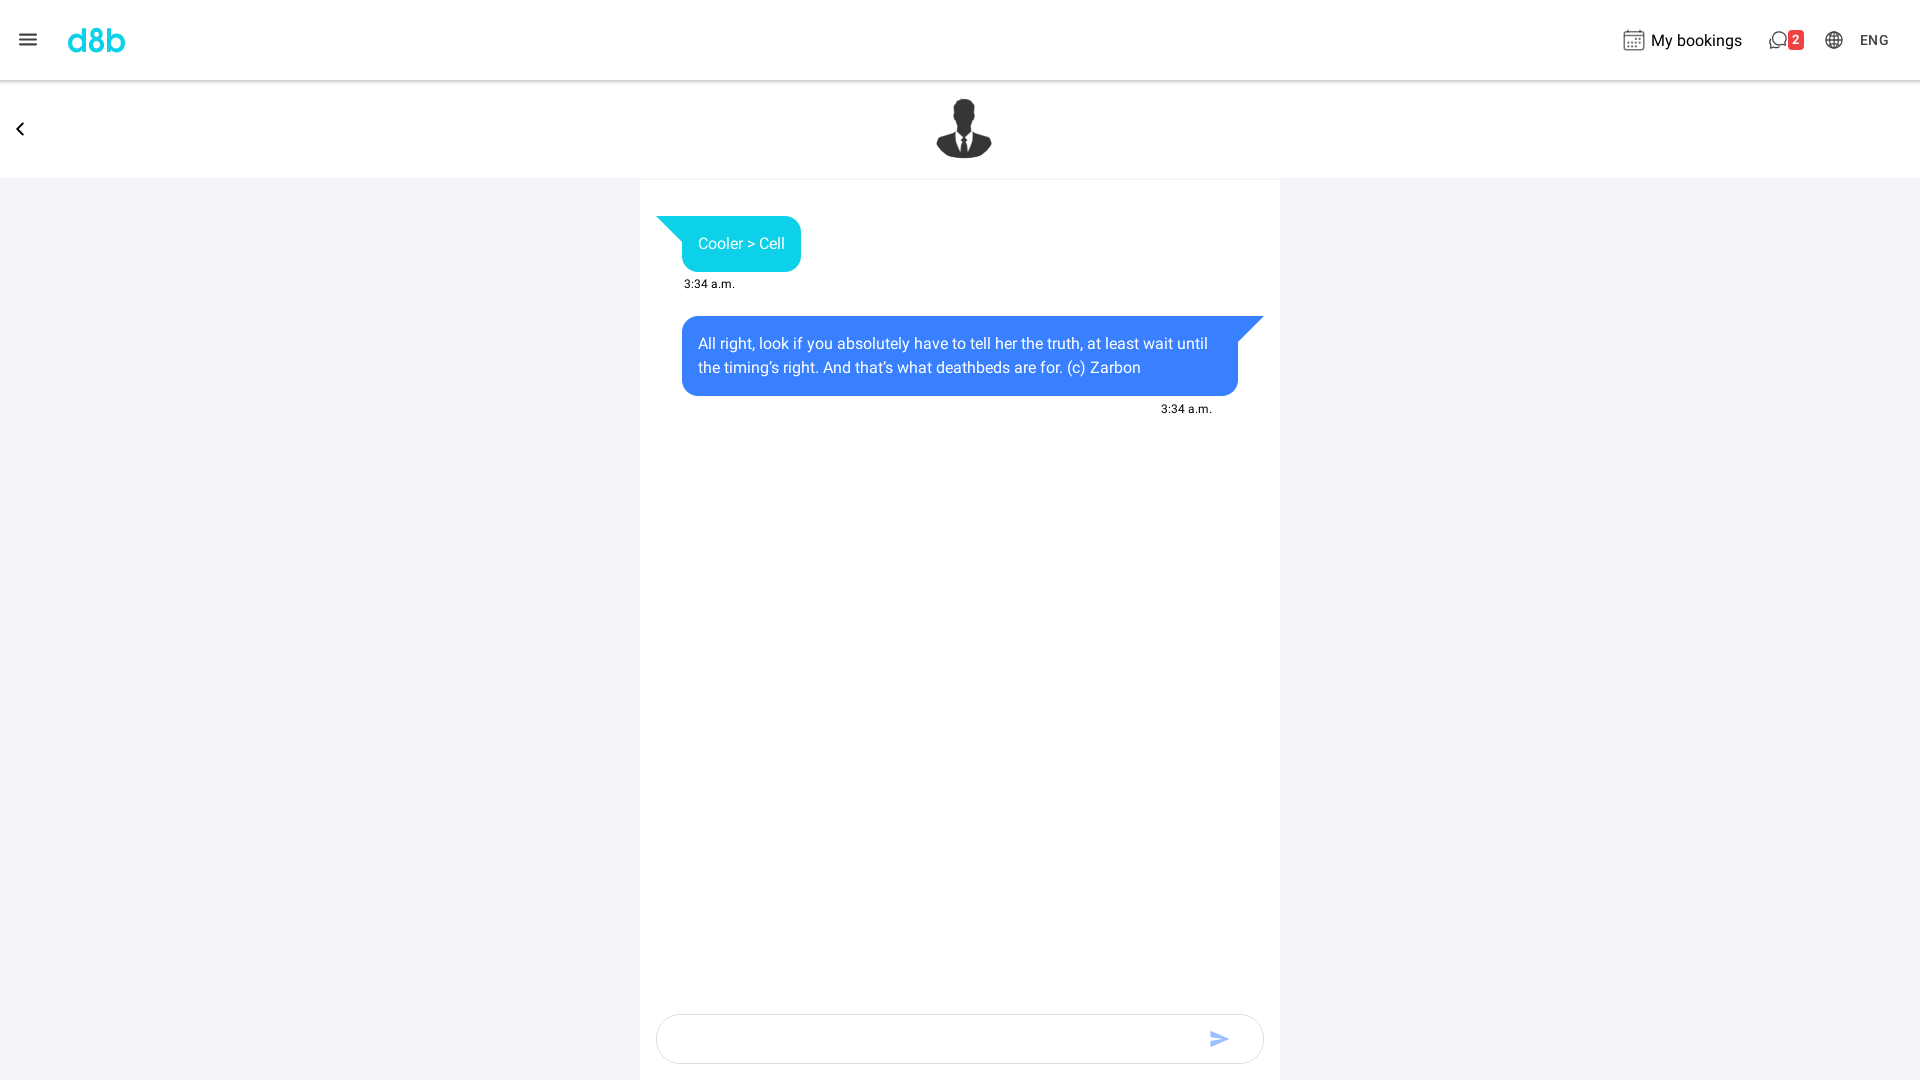 d8b
My bookings
2
ENG
Cooler > Cell
3:34 a.m.
All right, look if you absolutely have to tell her the truth, at least wait until
the timing’s right. And that’s what deathbeds are for. (c) Zarbon
3:34 a.m.